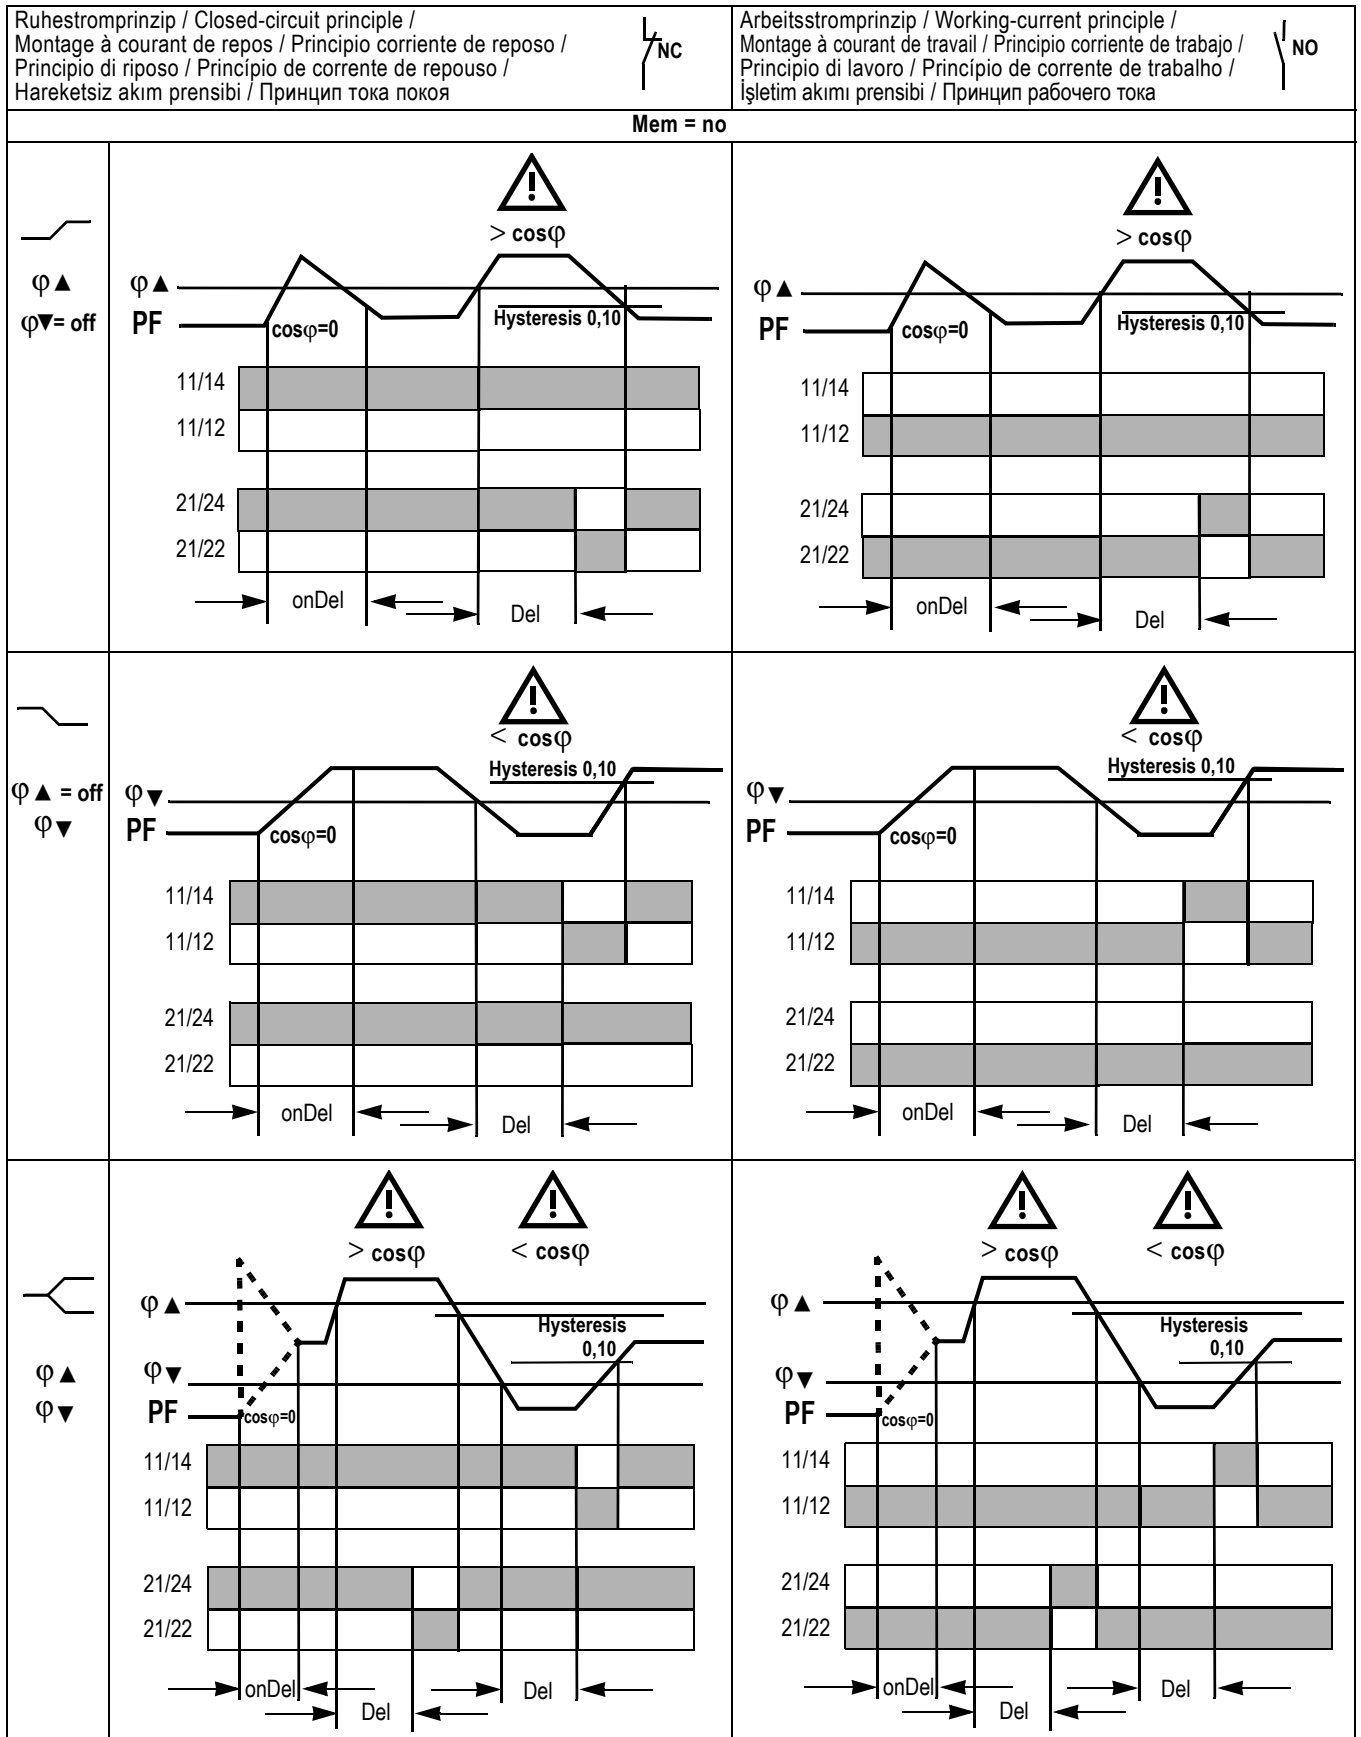 Ruhestromprinzip / Closed-circuit principle /
Montage à courant de repos / Principio corriente de reposo /
Principio di riposo / Princípio de corrente de repouso /
Hareketsiz akım prensibi / Принцип тока покоя
NC
Arbeitsstromprinzip / Working-current principle /
Montage à courant de travail / Principio corriente de trabajo /
Principio di lavoro / Princípio de corrente de trabalho /
İşletim akımı prensibi / Принцип рабочего тока
NO
Mem = no
φ▲
φ▼= off
> cosφ
φ▲
PF
cosφ=0
Hysteresis 0,10
11/14
11/12
21/24
21/22
onDel
Del
> cosφ
φ▲
PF
cosφ=0
Hysteresis 0,10
11/14
11/12
21/24
21/22
onDel
Del
φ▲ = off
φ▼
< cosφ
Hysteresis 0,10
φ▼
PF
cosφ=0
11/14
11/12
21/24
21/22
onDel
Del
< cosφ
Hysteresis 0,10
φ▼
PF
cosφ=0
11/14
11/12
21/24
21/22
onDel
Del
φ▲
φ▼
> cosφ
< cosφ
φ▲
Hysteresis
0,10
φ▼
PF
cosφ=0
11/14
11/12
21/24
21/22
onDel
Del
Del
> cosφ
< cosφ
φ▲
Hysteresis
0,10
φ▼
PF
cosφ=0
11/14
11/12
21/24
21/22
onDel
Del
Del